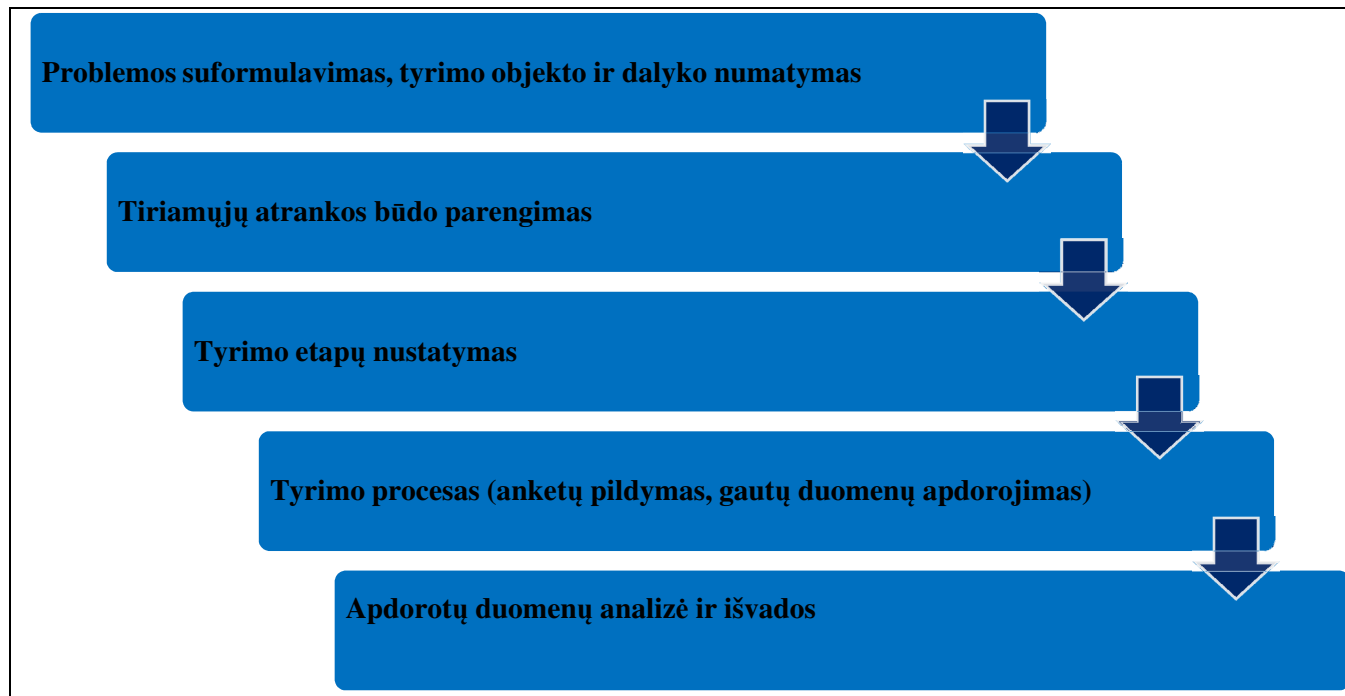 Problemos suformulavimas, tyrimo objekto ir dalyko numatymas
Tiriamųjų atrankos būdo parengimas
Tyrimo etapų nustatymas
Tyrimo procesas (anketų pildymas, gautų duomenų apdorojimas)
Apdorotų duomenų analizė ir išvados